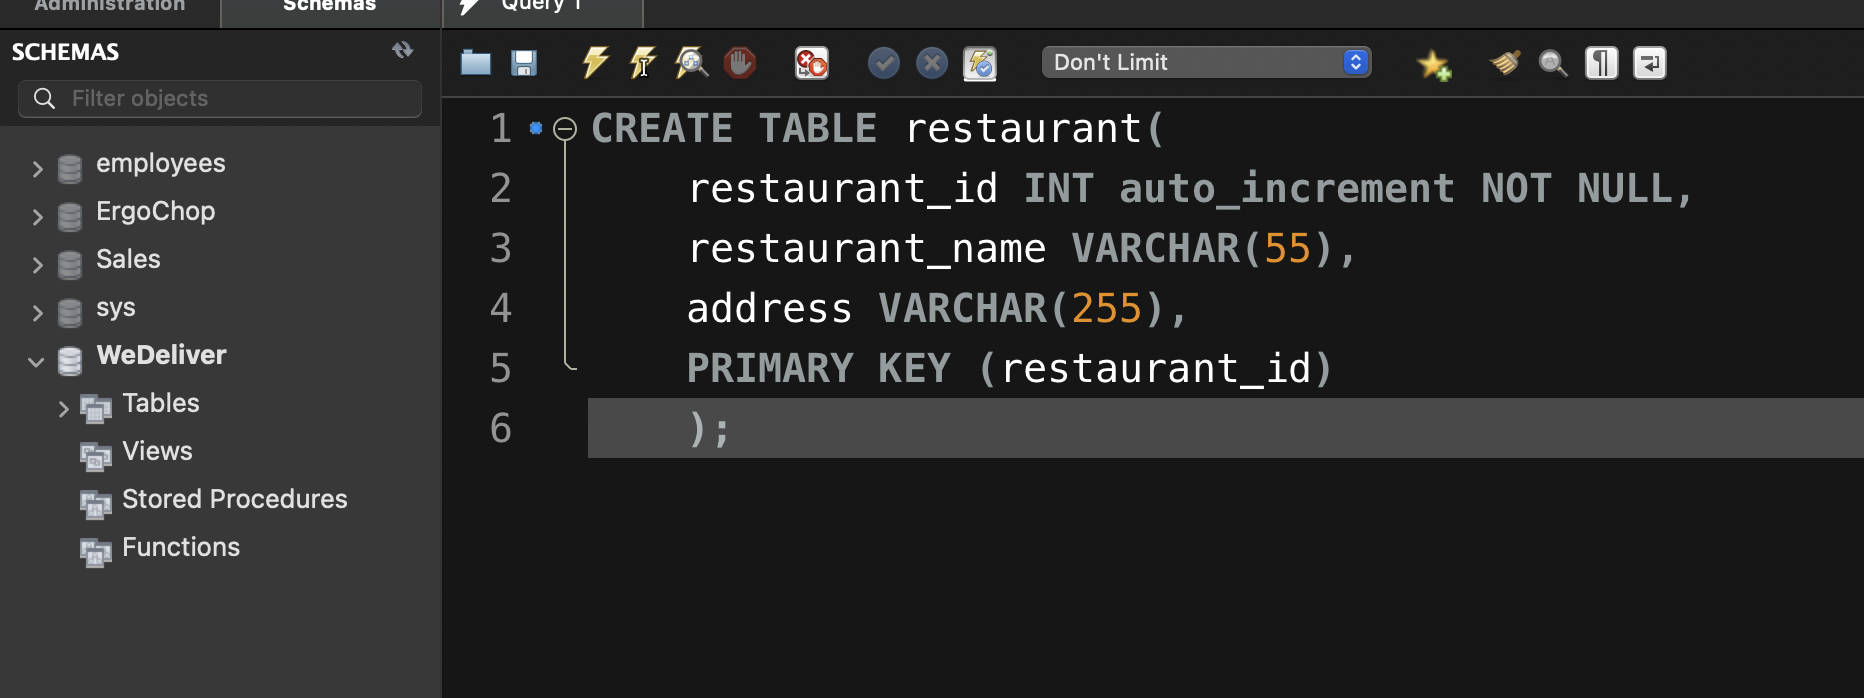 Administration
Schemas
Query 1
SCHEMAS
Filter objects
employees
ErgoChop
Sales
sys
WeDeliver
Tables
Views
Stored Procedures
Functions
Don't Limit
1 CREATE TABLE restaurant(
2 restaurant_id INT auto_increment NOT NULL,
3 restaurant_name VARCHAR(55),
4 address VARCHAR(255),
5 PRIMARY KEY (restaurant_id)
6 );